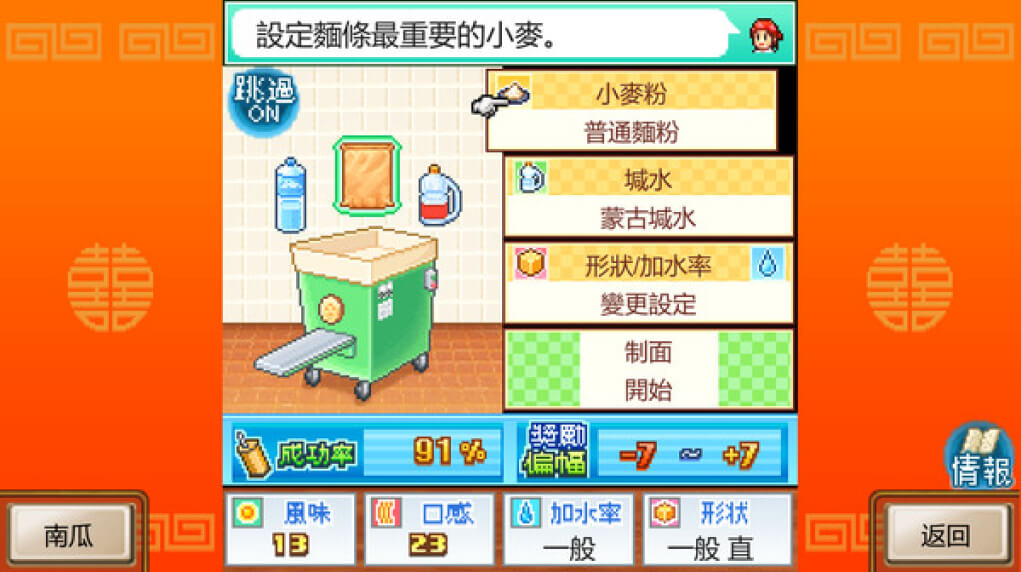 設定麵條最重要的小麥。
跳過
ON
小麥粉
普通麵粉
堿水
蒙古堿水
形狀/加水率
變更設定
制面
開始
成功率 91%
獎勵
偏幅
-7 ~ +7
情報
風味
13
口感
23
加水率
一般
形狀
一般 直
南瓜
返回